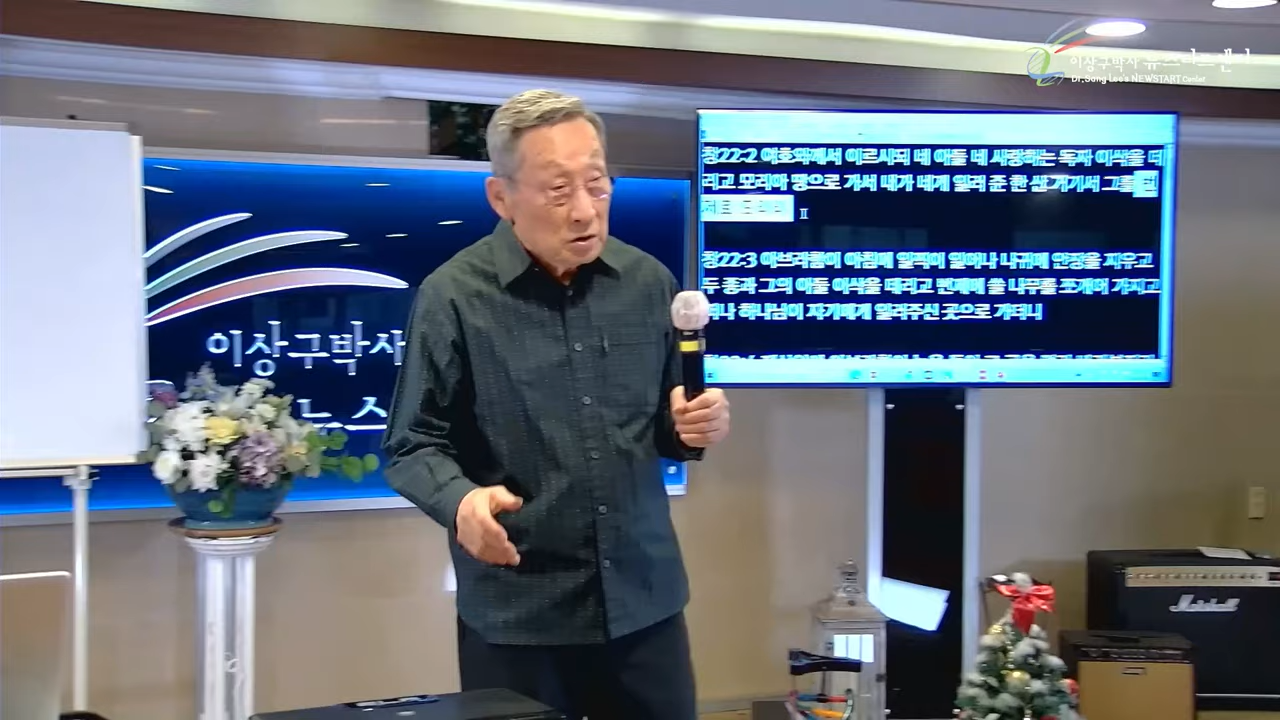 이상구박사 뉴스타트센터
Dr. Sang Lee's NEWSTART Center
창22:2 여호와께서 이르시되 네 아들 네 사랑하는 독자 이삭을 데
리고 모리아 땅으로 가서 내가 네게 일러 준 한 산 거기서 그를 번
제로 드리라
창22:3 아브라함이 아침에 일찍이 일어나 나귀에 안장을 지우고
두 종과 그의 아들 이삭을 데리고 번제에 쓸 나무를 쪼개어 가지고
떠나 하나님이 자기에게 일러주신 곳으로 가더니
이상구박사
뉴스
Marshall